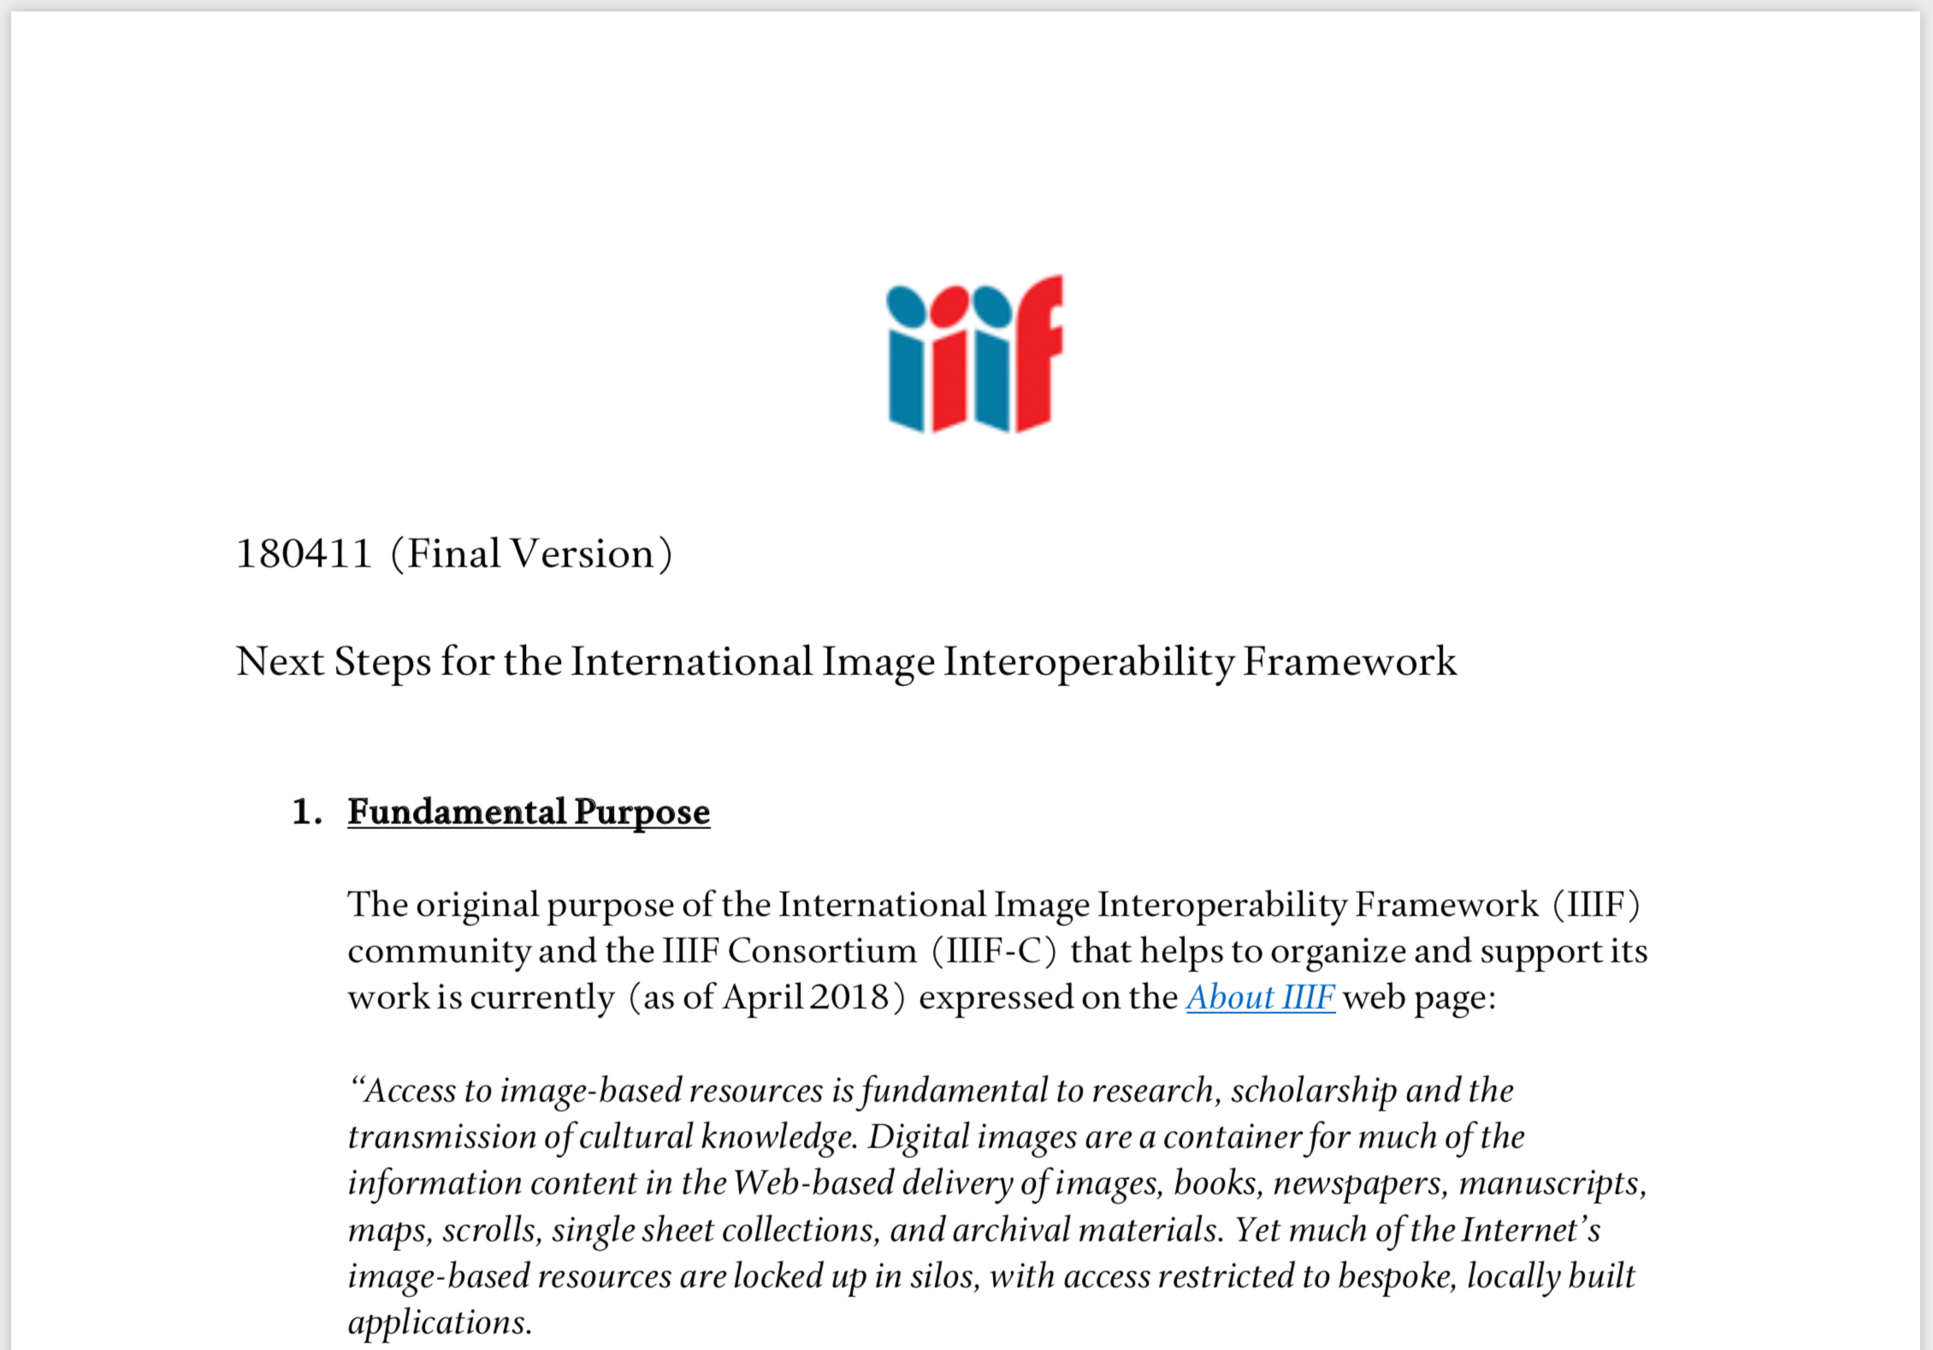 iiif
180411 (Final Version)
Next Steps for the International Image Interoperability Framework
1. Fundamental Purpose
The original purpose of the International Image Interoperability Framework (IIIF)
community and the IIIF Consortium (IIIF-C) that helps to organize and support its
work is currently (as of April 2018) expressed on the About IIIF web page:
“Access to image-based resources is fundamental to research, scholarship and the
transmission of cultural knowledge. Digital images are a container for much of the
information content in the Web-based delivery of images, books, newspapers, manuscripts,
maps, scrolls, single sheet collections, and archival materials. Yet much of the Internet’s
image-based resources are locked up in silos, with access restricted to bespoke, locally built
applications.